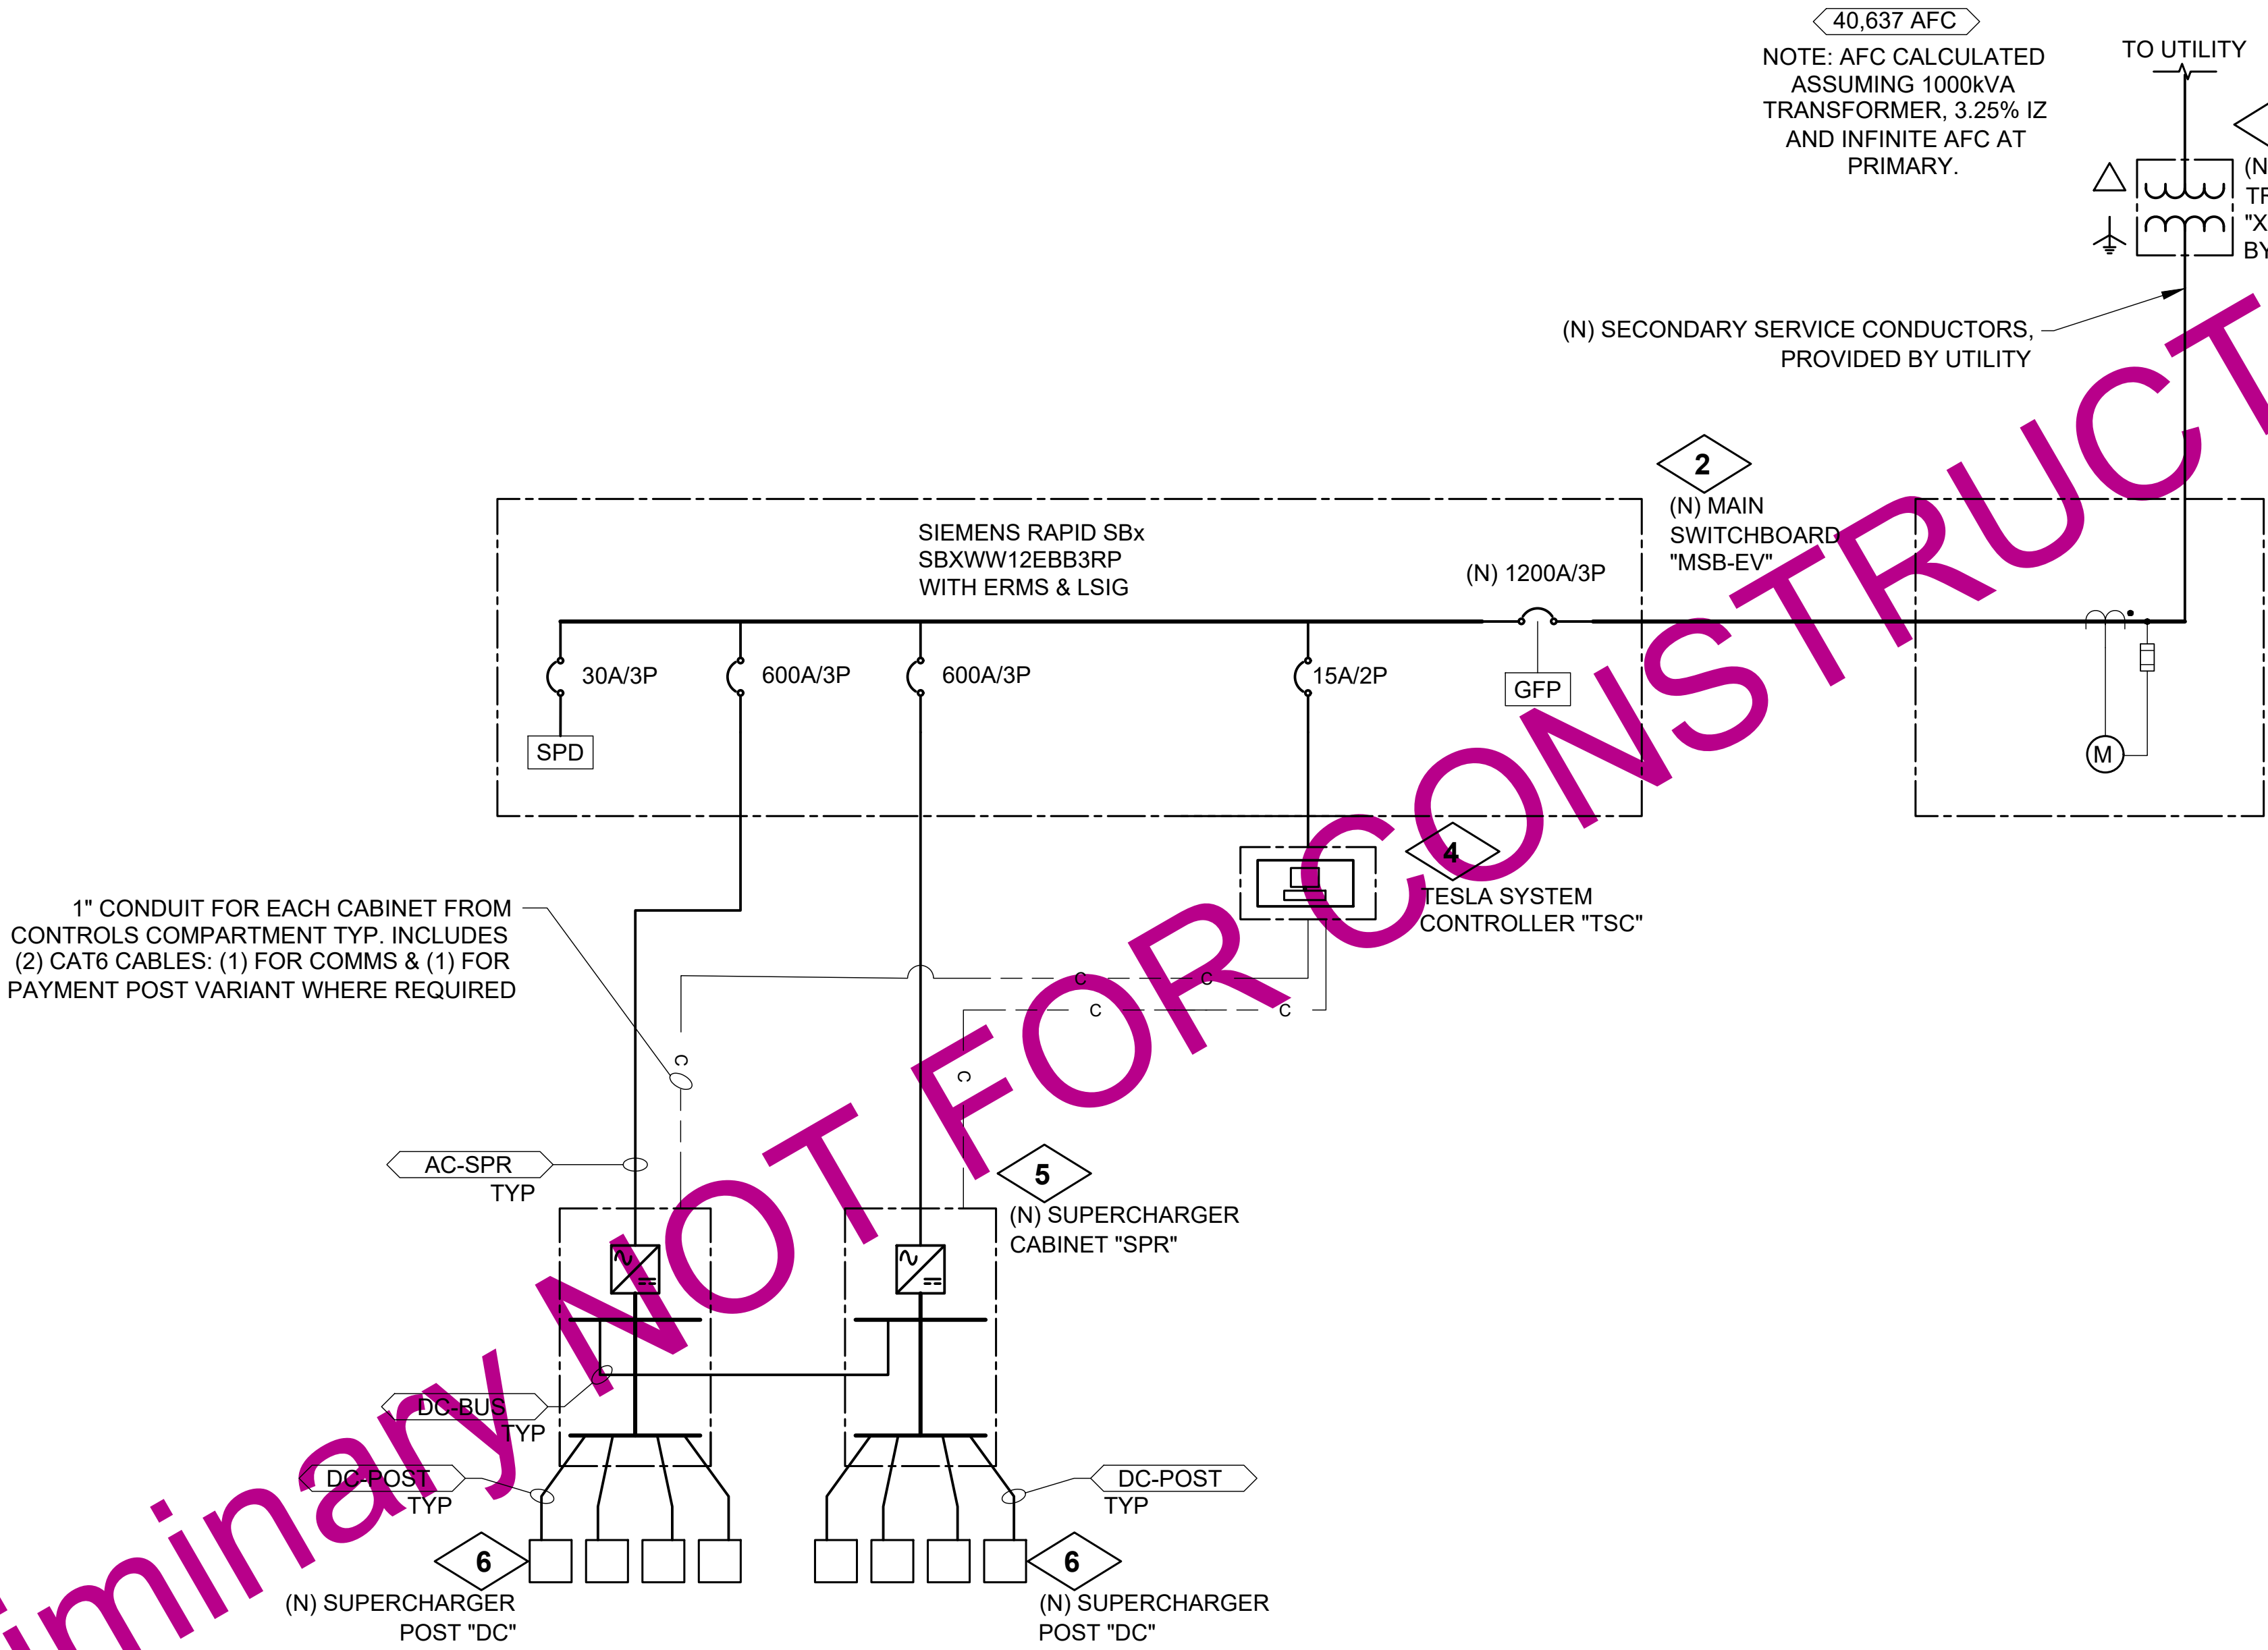 40,637 AFC
NOTE: AFC CALCULATED
ASSUMING 1000kVA
TRANSFORMER, 3.25% IZ
AND INFINITE AFC AT
PRIMARY.
TO UTILITY
(N) SECONDARY SERVICE CONDUCTORS,
PROVIDED BY UTILITY
2
(N) MAIN
SWITCHBOARD
"MSB-EV"
SIEMENS RAPID SBx
SBXWW12EBB3RP
WITH ERMS & LSIG
(N) 1200A/3P
30A/3P
600A/3P
600A/3P
15A/2P
GFP
SPD
M
4
TESLA SYSTEM
CONTROLLER "TSC"
1" CONDUIT FOR EACH CABINET FROM
CONTROLS COMPARTMENT TYP. INCLUDES
(2) CAT6 CABLES: (1) FOR COMMS & (1) FOR
PAYMENT POST VARIANT WHERE REQUIRED
C
C
C
C
C
C
AC-SPR
TYP
5
(N) SUPERCHARGER
CABINET "SPR"
DC-BUS
TYP
DC-POST
TYP
DC-POST
TYP
6
(N) SUPERCHARGER
POST "DC"
6
(N) SUPERCHARGER
POST "DC"
iminary NOT FOR CONSTRUCT